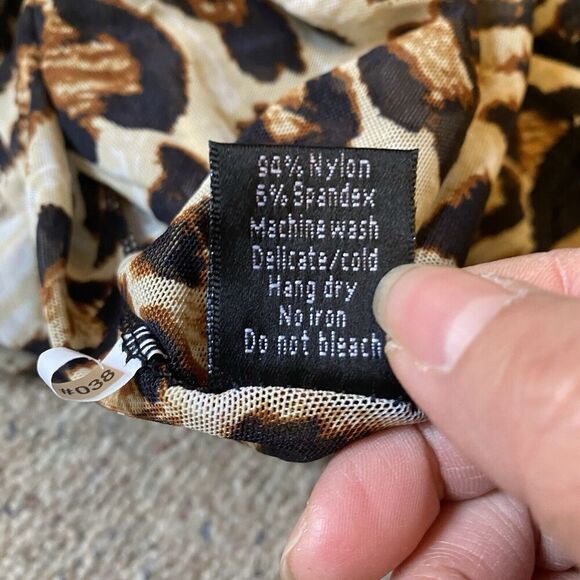 94% Nylon
6% Spandex
Machine wash
Delicate/cold
Hang dry
No iron
Do not bleach
#038